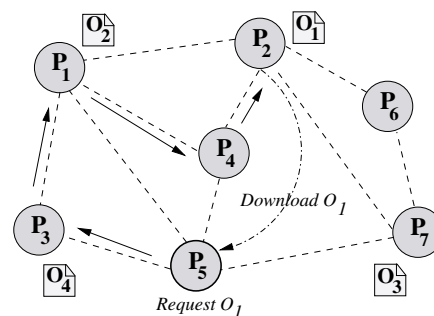 O2
O1
P1
P2
P6
P4
Download O1
P3
P5
P7
O4
O3
Request O1